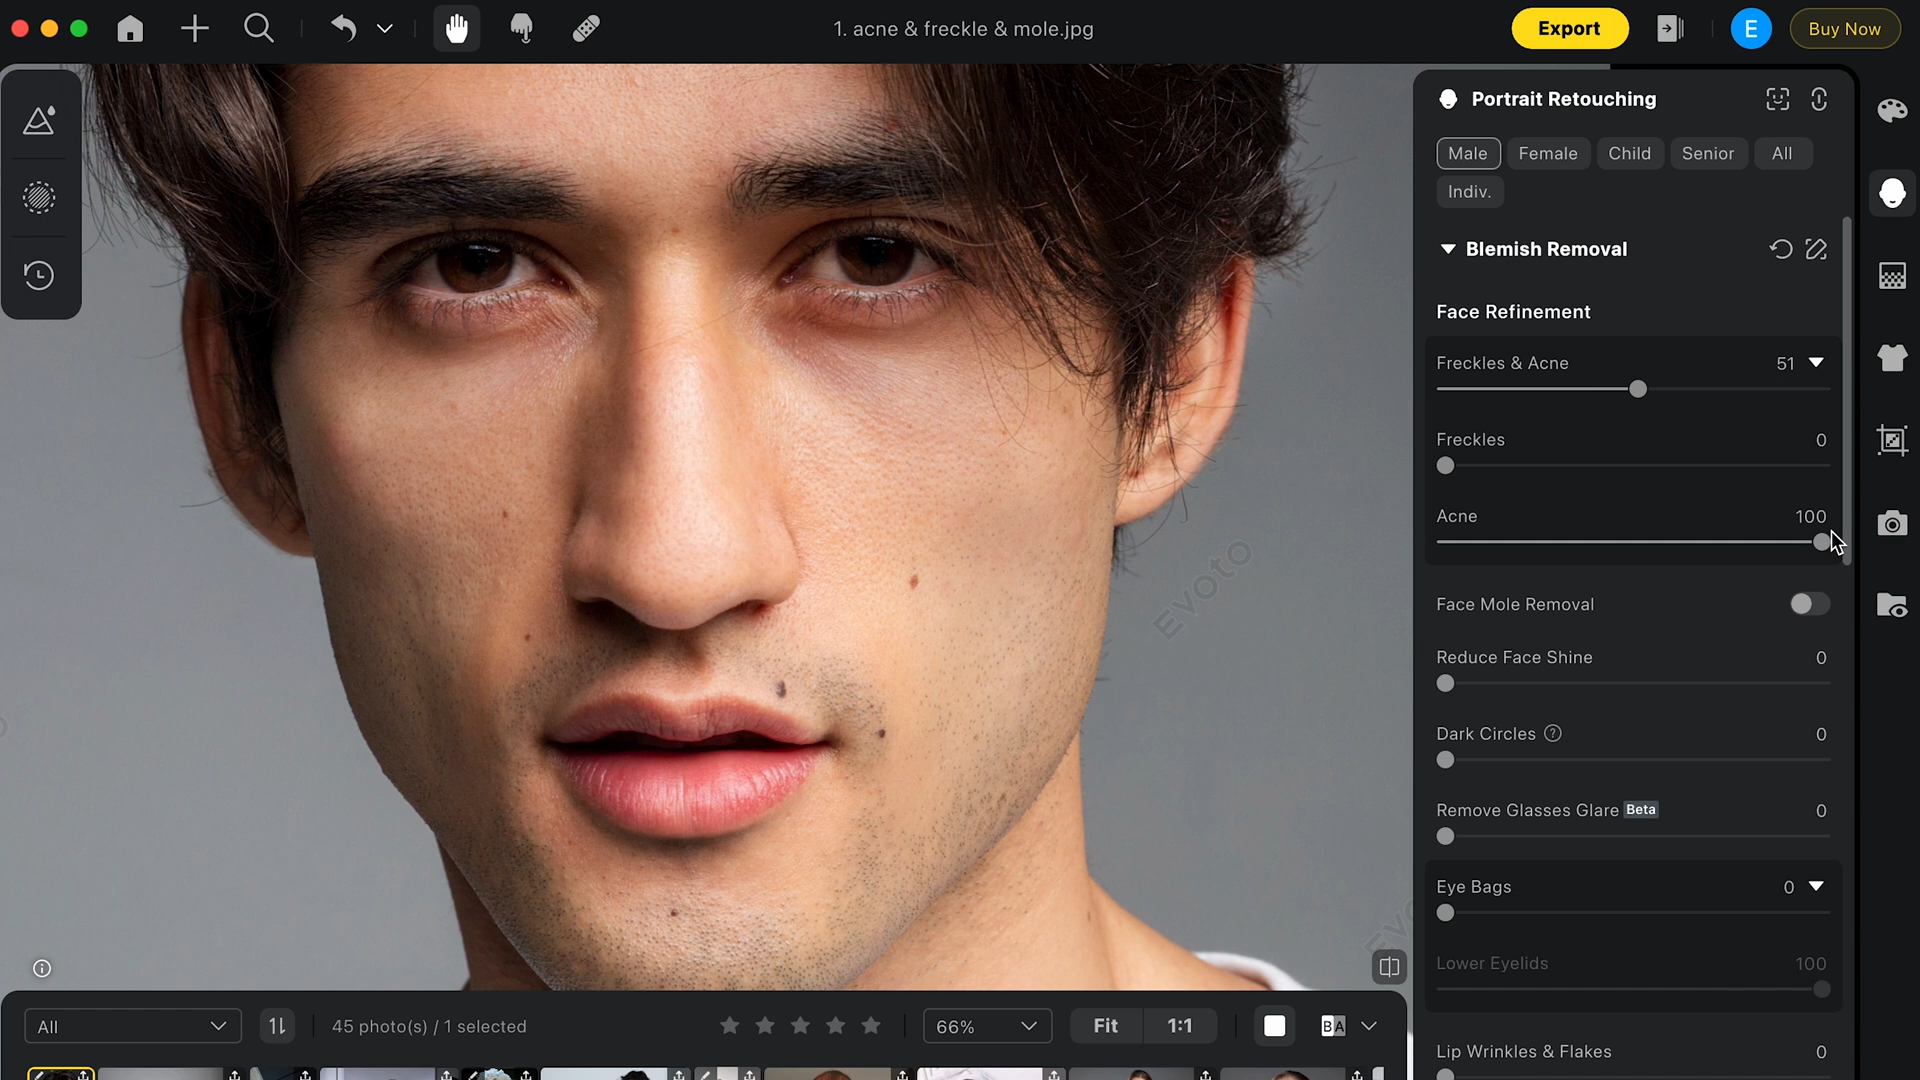 1. acne & freckle & mole.jpg
Export
E
Buy Now
Portrait Retouching
Male
Female
Child
Senior
All
Indiv.
Blemish Removal
Face Refinement
Freckles & Acne 51
Freckles 0
Acne 100
Face Mole Removal
Reduce Face Shine 0
Dark Circles ? 0
Remove Glasses Glare Beta 0
Eye Bags 0
Lower Eyelids 100
Lip Wrinkles & Flakes 0
EVOTO
EVO
All
45 photo(s) / 1 selected
66%
Fit
1:1
BA